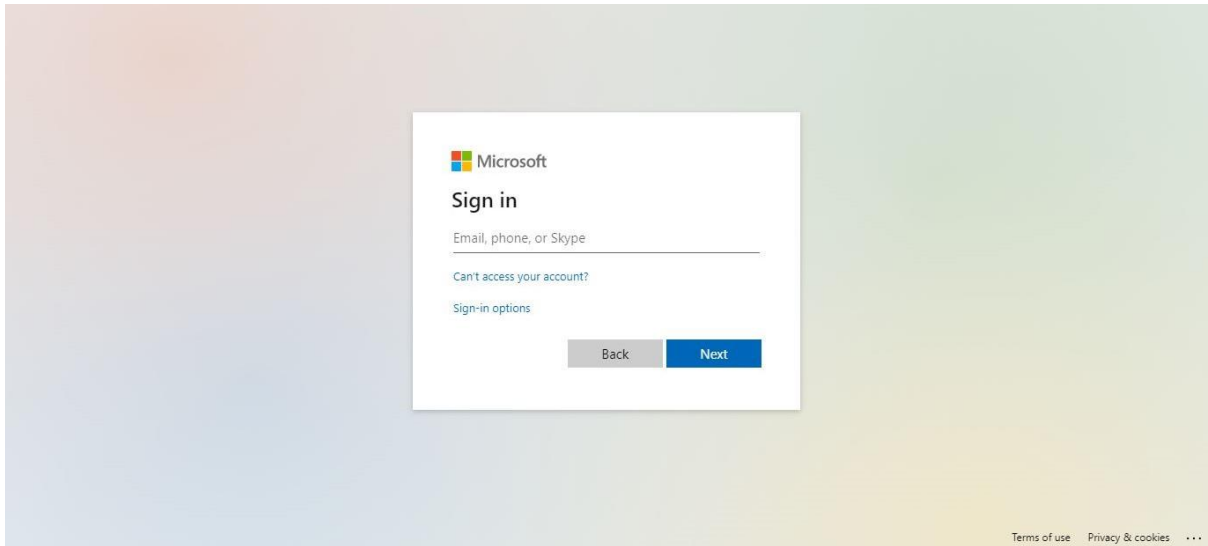 Microsoft
Sign in
Email, phone, or Skype
Can't access your account?
Sign-in options
Back Next
Terms of use Privacy & cookies ...